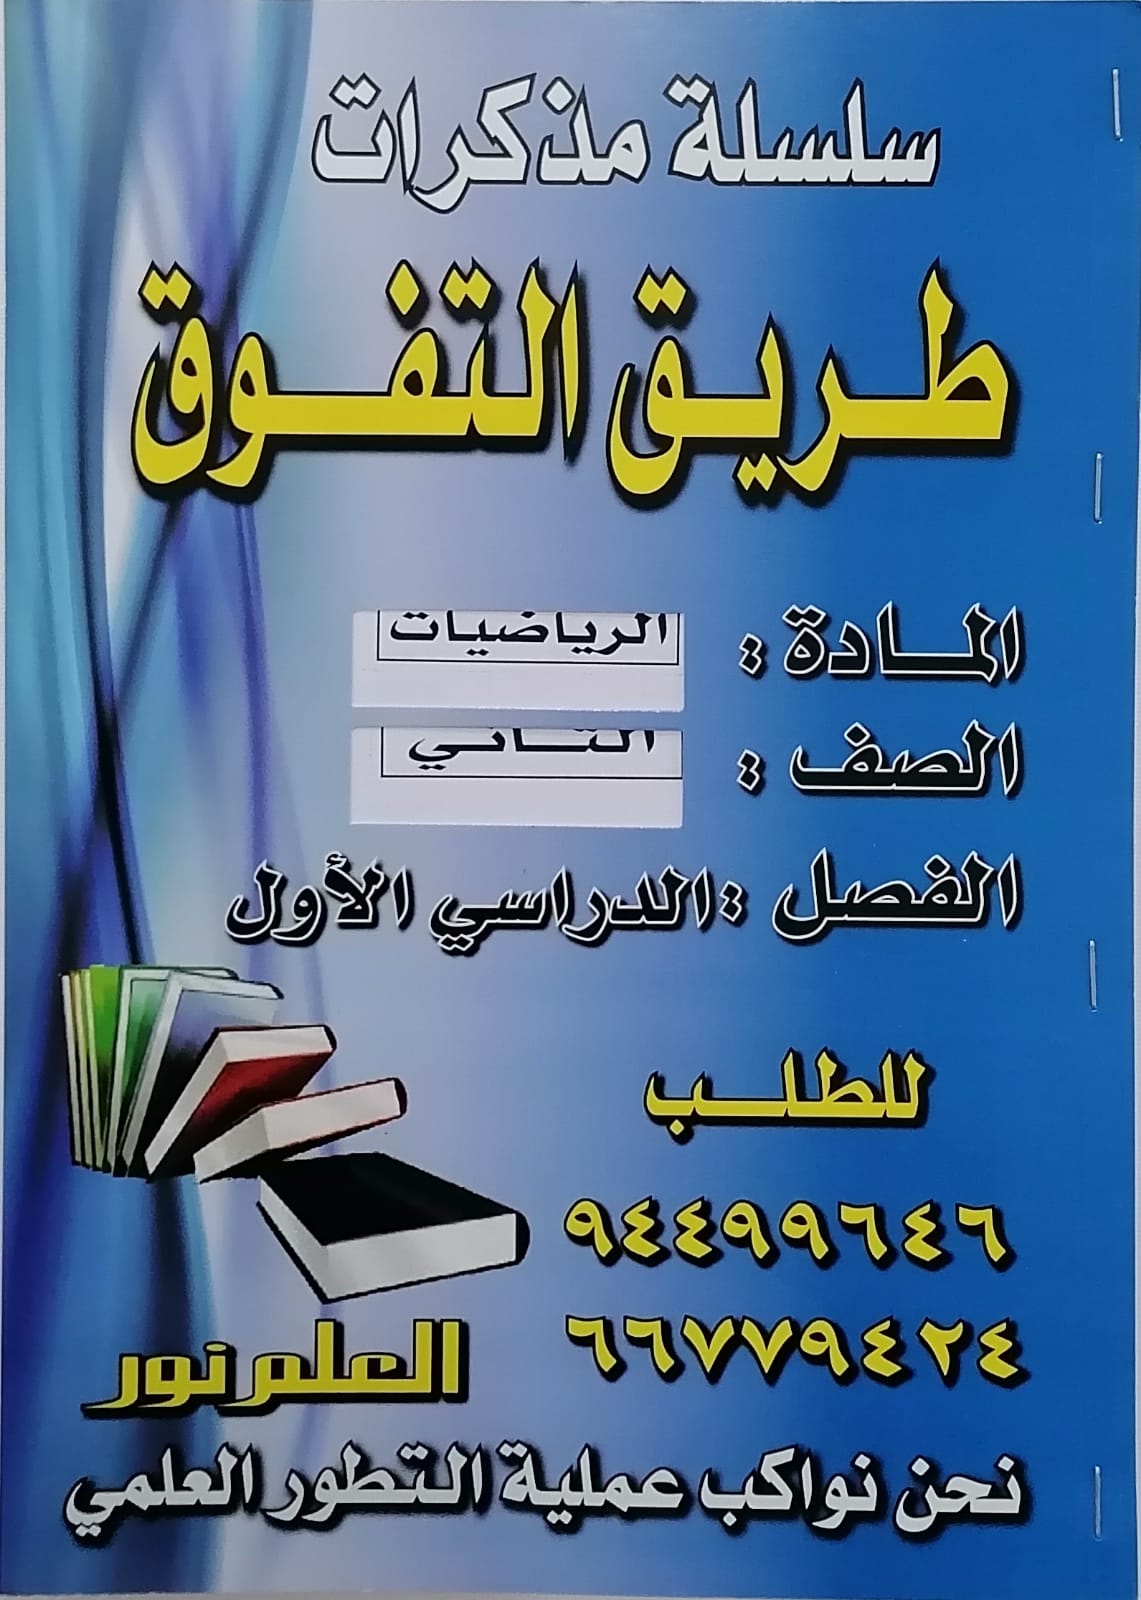 سلسلة مذكرات
طريق التفوق
المادة : الرياضيات
الصف : الثاني
الفصل : الدراسي الأول
للطلب
٩٤٤٩٩٦٤٦
٦٦٧٧٩٤٢٤
العلم نور
نحن نواكب عملية التطور العلمي